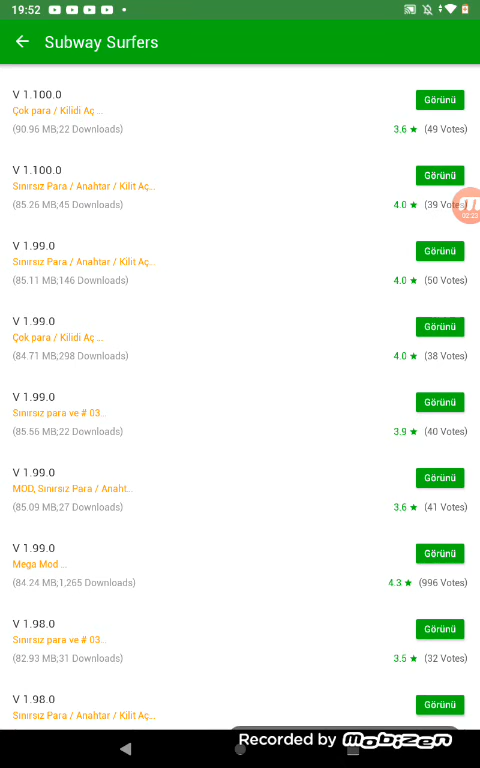 19:52
Subway Surfers
V 1.100.0
Görünü
Çok para / Kilidi Aç ...
(90.96 MB;22 Downloads)
3.6 ★ (49 Votes)
V 1.100.0
Görünü
Sınırsız Para / Anahtar / Kilit Aç...
(85.26 MB;45 Downloads)
4.0 ★ (39 Votes)
02:23
V 1.99.0
Görünü
Sınırsız Para / Anahtar / Kilit Aç...
(85.11 MB;146 Downloads)
4.0 ★ (50 Votes)
V 1.99.0
Görünü
Çok para / Kilidi Aç ...
(84.71 MB;298 Downloads)
4.0 ★ (38 Votes)
V 1.99.0
Görünü
Sınırsız para ve # 03...
(85.56 MB;22 Downloads)
3.9 ★ (40 Votes)
V 1.99.0
Görünü
MOD, Sınırsız Para / Anaht...
(85.09 MB;27 Downloads)
3.6 ★ (41 Votes)
V 1.99.0
Görünü
Mega Mod ...
(84.24 MB;1,265 Downloads)
4.3 ★ (996 Votes)
V 1.98.0
Görünü
Sınırsız para ve # 03...
(82.93 MB;31 Downloads)
3.5 ★ (32 Votes)
V 1.98.0
Görünü
Sınırsız Para / Anahtar / Kilit Aç...
Recorded by Mobizen